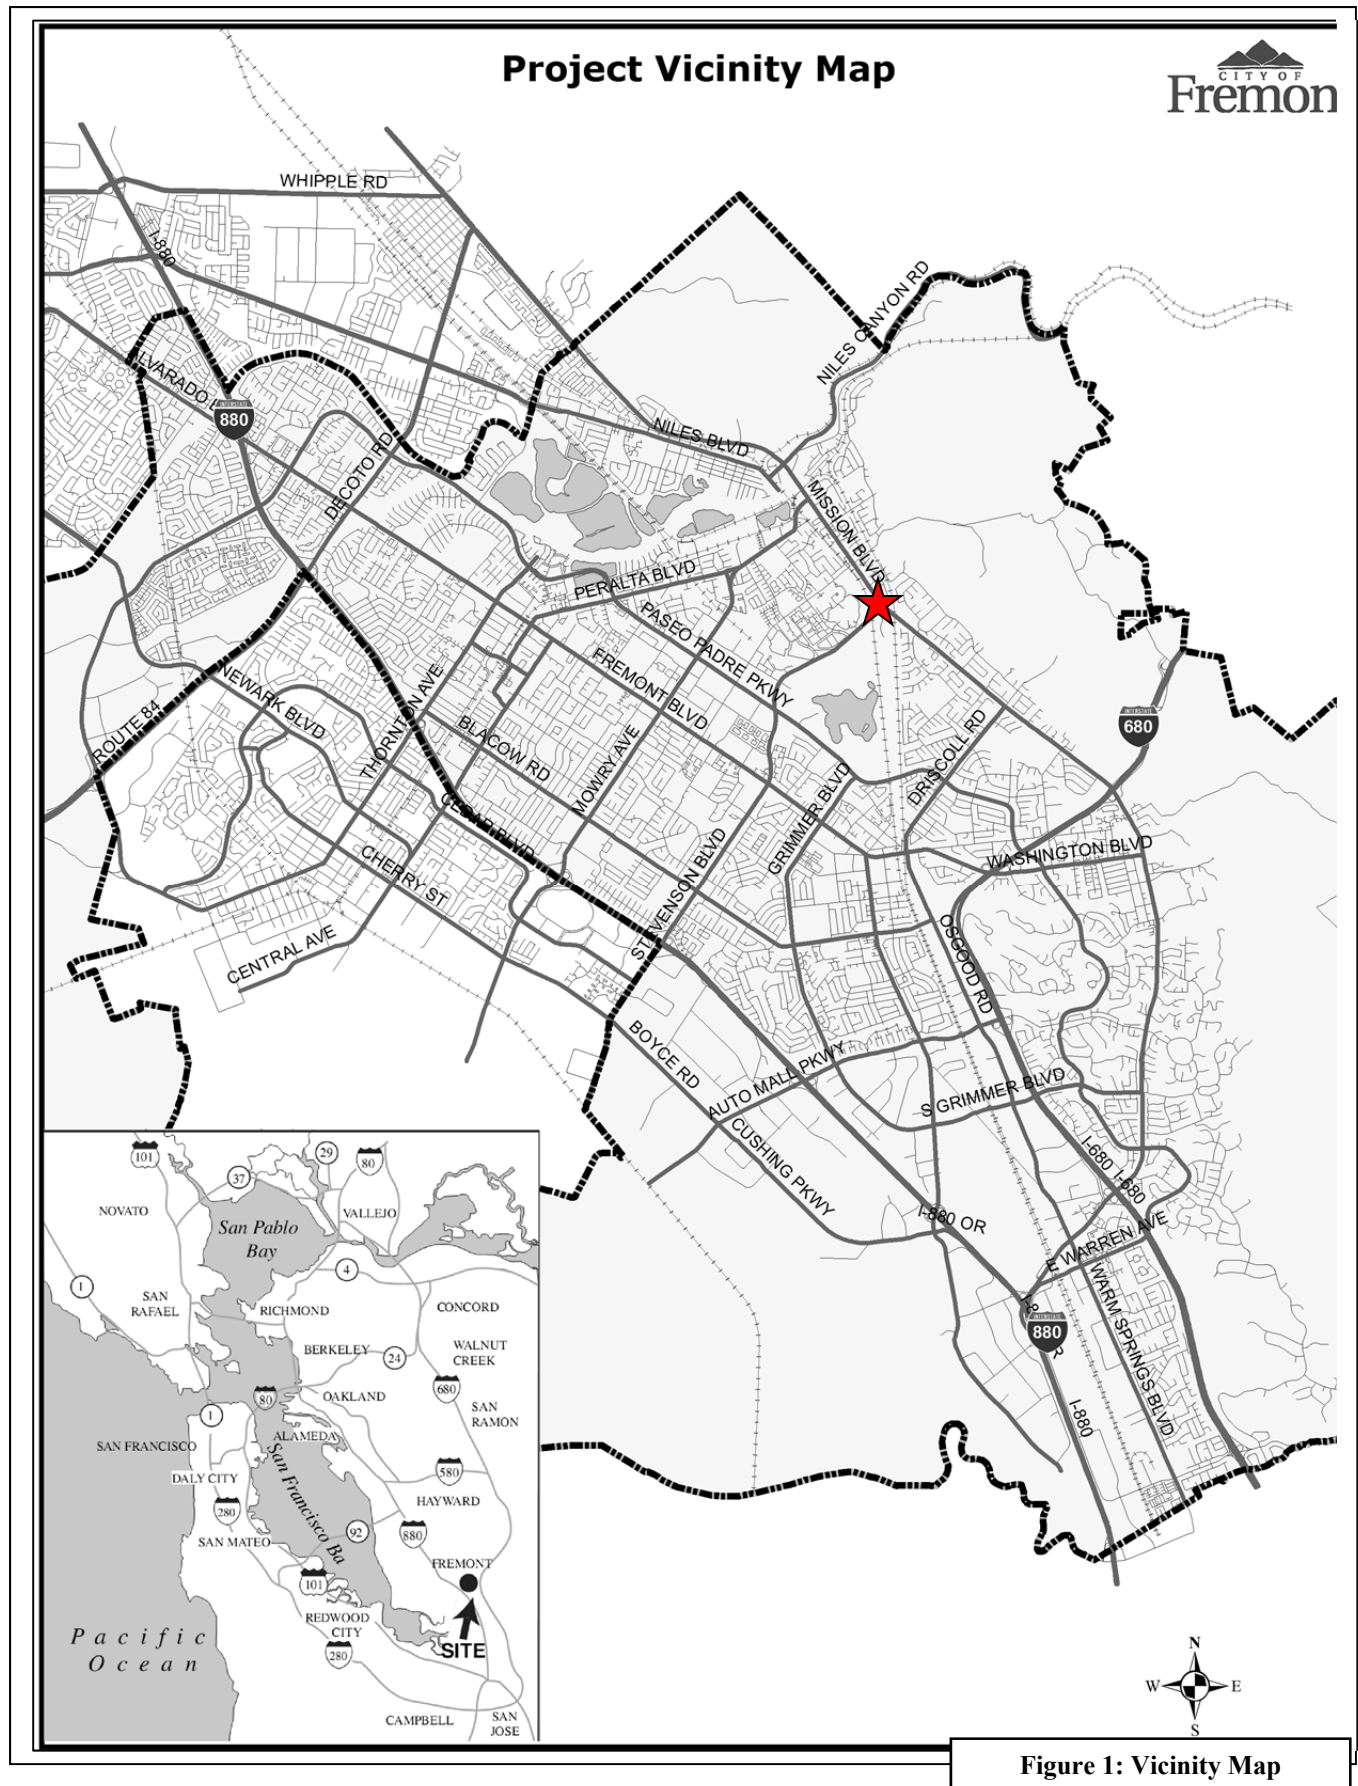 Project Vicinity Map
CITY OF
Fremon
WHIPPLE RD
I-880
NILES CANYON RD
ALVARADO
INTERSTATE
880
DECOTO RD
NILES BLVD
MISSION BLVD
PERALTA BLVD
PASEO PADRE PKWY
FREMONT BLVD
NEWARK BLVD
ROUTE 84
THORNTON AVE
BLACOW RD
MOWRY AVE
INTERSTATE
680
DRISCOLL RD
GRIMMER BLVD
CEDAR BLVD
WASHINGTON BLVD
CHERRY ST
STEVENSON BLVD
CENTRAL AVE
OSGOOD RD
BOYCE RD
AUTO MALL PKWY
S GRIMMER BLVD
CUSHING PKWY
I-680
I-680
I-880 OR
E WARREN AVE
WARM SPRINGS BLVD
INTERSTATE
880
I-880
101
29
80
37
NOVATO
VALLEJO
San Pablo
Bay
4
1
SAN
RAFAEL
RICHMOND
CONCORD
BERKELEY
24
WALNUT
CREEK
680
80
OAKLAND
SAN
RAMON
1
ALAMEDA
SAN FRANCISCO
San Francisco Ba
DALY CITY
580
280
HAYWARD
92
880
SAN MATEO
FREMONT
101
REDWOOD
CITY
SITE
280
Pacific
Ocean
CAMPBELL
SAN
JOSE
N
W
E
S
Figure 1: Vicinity Map